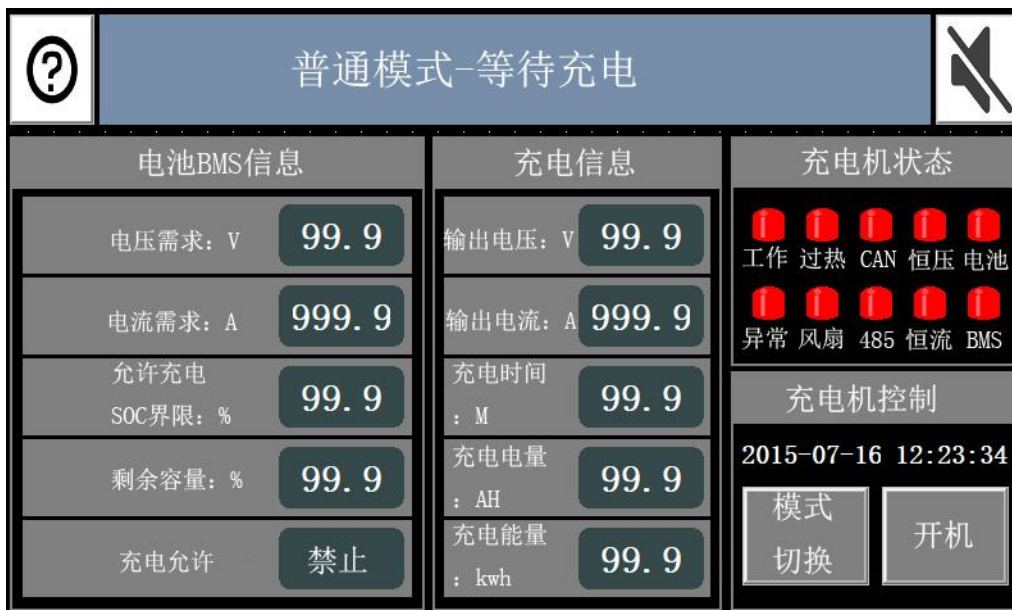 ?
普通模式-等待充电
电池BMS信息
电压需求: V 99.9
电流需求: A 999.9
允许充电
SOC界限: % 99.9
剩余容量: % 99.9
充电允许 禁止
充电信息
输出电压: V 99.9
输出电流: A 999.9
充电时间
: M 99.9
充电电量
: AH 99.9
充电能量
: kwh 99.9
充电机状态
工作 过热 CAN 恒压 电池
异常 风扇 485 恒流 BMS
充电机控制
2015-07-16 12:23:34
模式
切换
开机